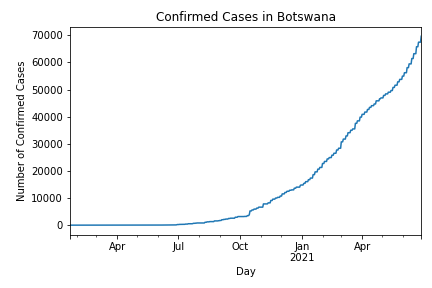 Confirmed Cases in Botswana
Number of Confirmed Cases
70000
60000
50000
40000
30000
20000
10000
0
Apr Jul Oct Jan Apr
2021
Day